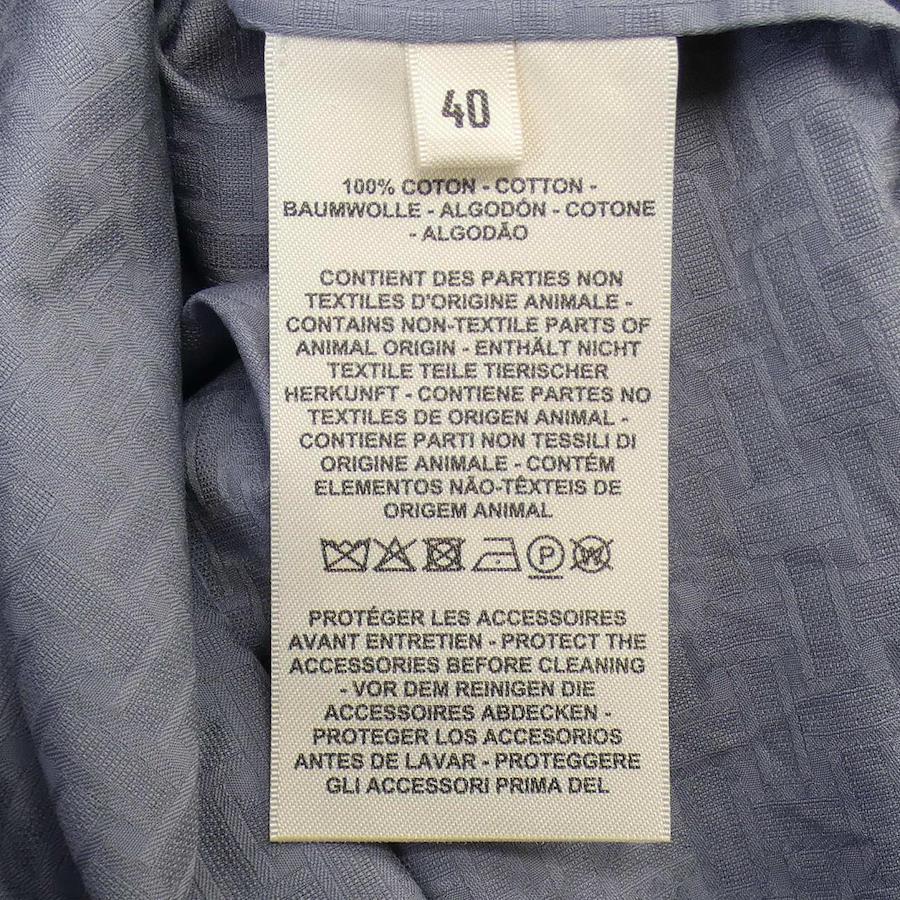 40
100% COTON - COTTON -
BAUMWOLLE - ALGODÓN - COTONE
- ALGODÃO
CONTIENT DES PARTIES NON
TEXTILES D'ORIGINE ANIMALE -
CONTAINS NON-TEXTILE PARTS OF
ANIMAL ORIGIN - ENTHÄLT NICHT
TEXTILE TEILE TIERISCHER
HERKUNFT - CONTIENE PARTES NO
TEXTILES DE ORIGEN ANIMAL -
CONTIENE PARTI NON TESSILI DI
ORIGINE ANIMALE - CONTÉM
ELEMENTOS NÃO-TÊXTEIS DE
ORIGEM ANIMAL
P W
PROTÉGER LES ACCESSOIRES
AVANT ENTRETIEN - PROTECT THE
ACCESSORIES BEFORE CLEANING
- VOR DEM REINIGEN DIE
ACCESSOIRES ABDECKEN -
PROTEGER LOS ACCESORIOS
ANTES DE LAVAR - PROTEGGERE
GLI ACCESSORI PRIMA DEL